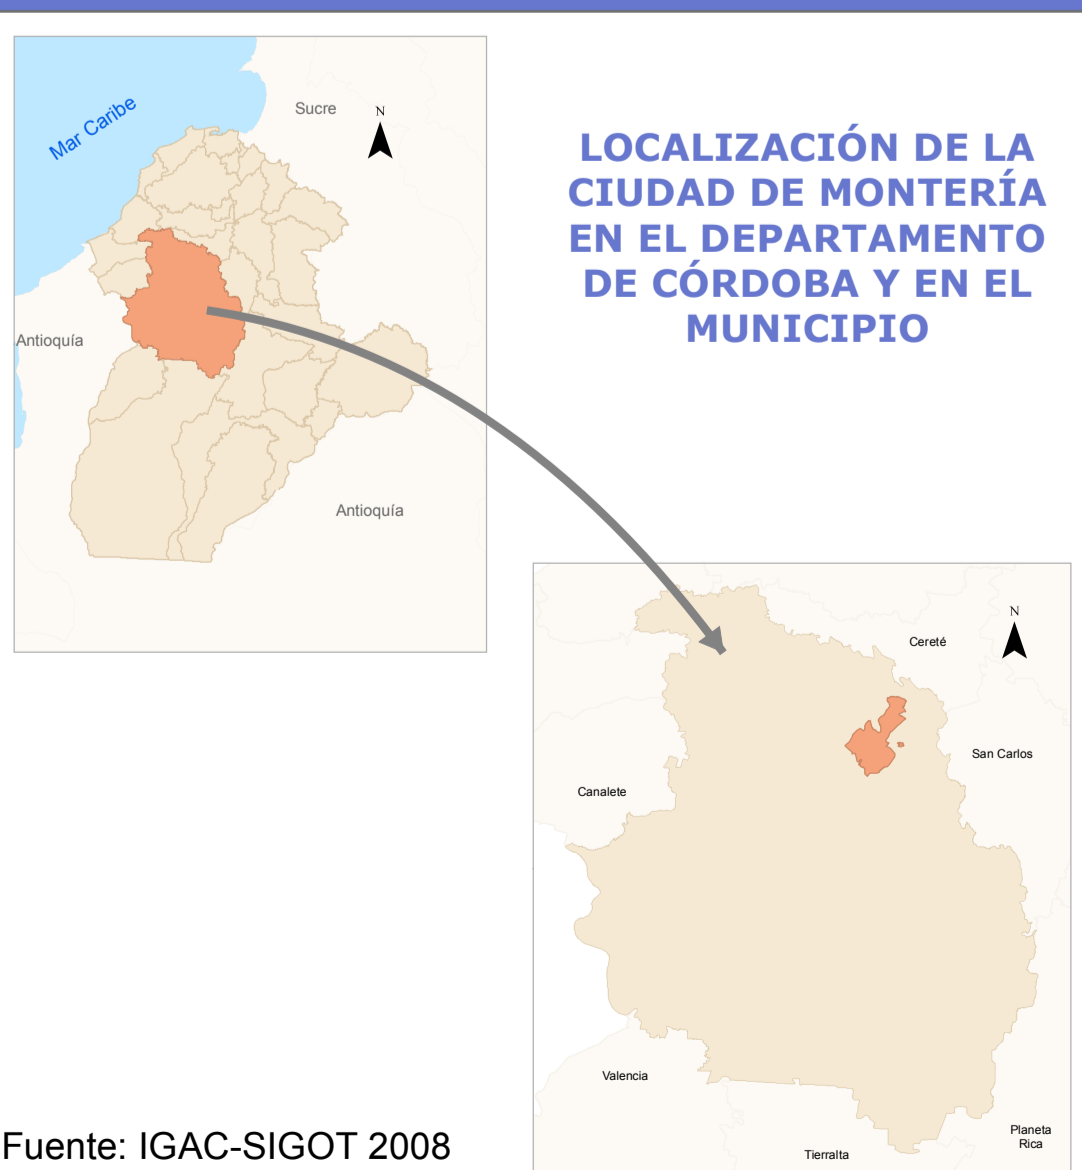 Mar Caribe
Sucre
N
Antioquía
Antioquía
LOCALIZACIÓN DE LA
CIUDAD DE MONTERÍA
EN EL DEPARTAMENTO
DE CÓRDOBA Y EN EL
MUNICIPIO
N
Cereté
San Carlos
Canalete
Valencia
Planeta
Rica
Tierralta
Fuente: IGAC-SIGOT 2008